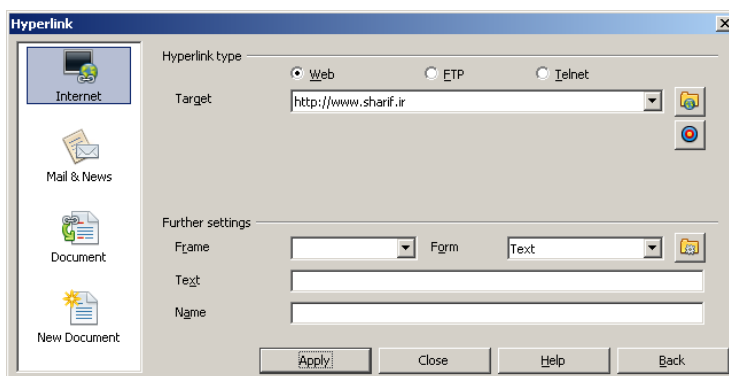 Hyperlink
Internet
Mail & News
Document
New Document
Hyperlink type
Web FTP Telnet
Target http://www.sharif.ir
Further settings
Frame Form Text
Text
Name
Apply Close Help Back